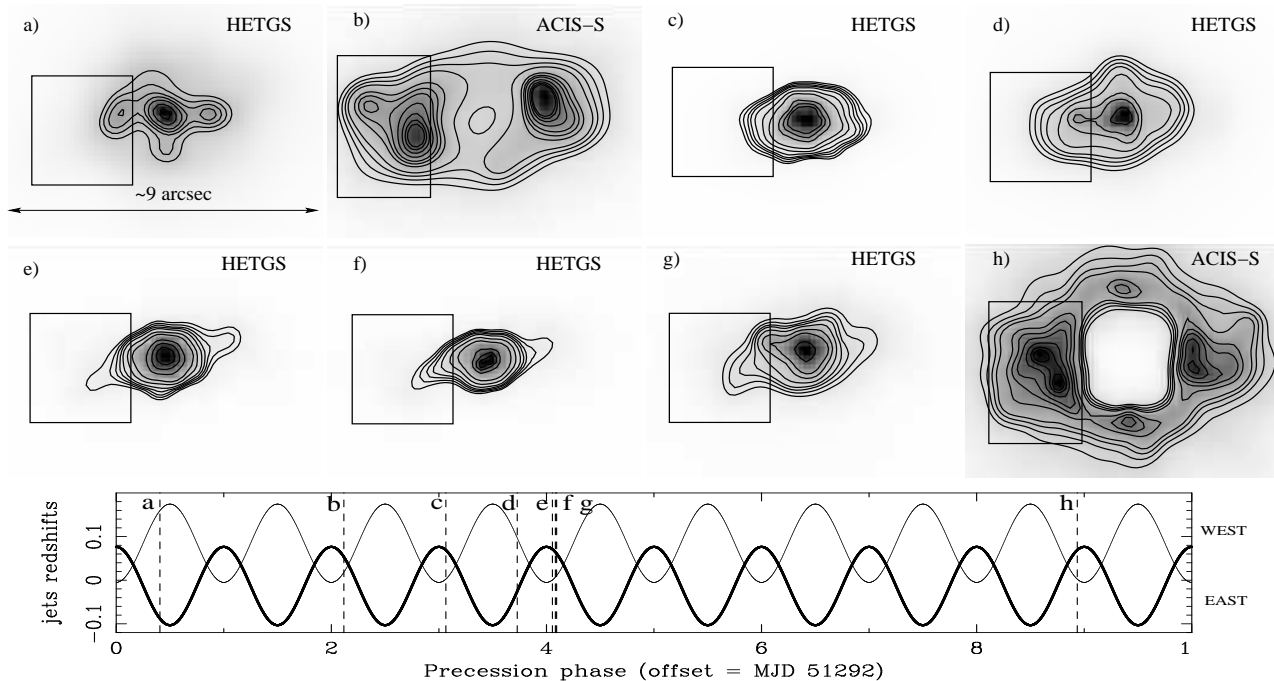 a) HETGS
b) ACIS−S
c) HETGS
d) HETGS
~9 arcsec
e) HETGS
f) HETGS
g) HETGS
h) ACIS−S
a b c d e f g h
jets redshifts
0.1
0
−0.1
WEST
EAST
0 2 4 6 8 1
Precession phase (offset = MJD 51292)